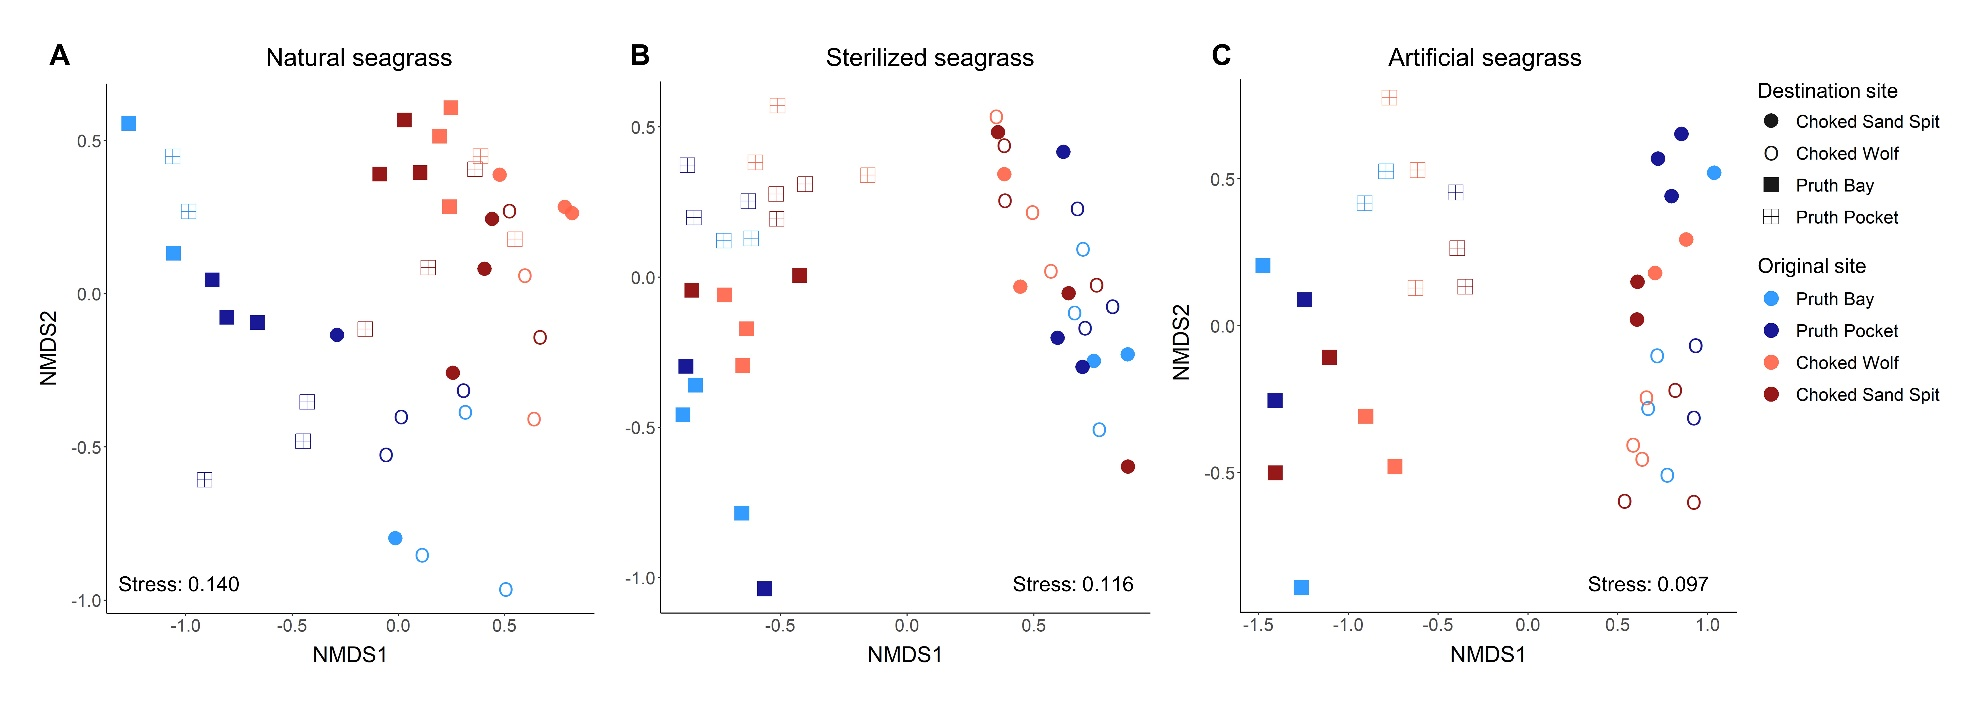 A
Natural seagrass
NMDS2
0.5
0.0
-0.5
-1.0
Stress: 0.140
-1.0
-0.5
0.0
0.5
NMDS1
B
Sterilized seagrass
0.5
0.0
-0.5
-1.0
Stress: 0.116
-0.5
0.0
0.5
NMDS1
C
Artificial seagrass
NMDS2
0.5
0.0
-0.5
Stress: 0.097
-1.5
-1.0
-0.5
0.0
0.5
1.0
NMDS1
Destination site
Choked Sand Spit
Choked Wolf
Pruth Bay
Pruth Pocket
Original site
Pruth Bay
Pruth Pocket
Choked Wolf
Choked Sand Spit